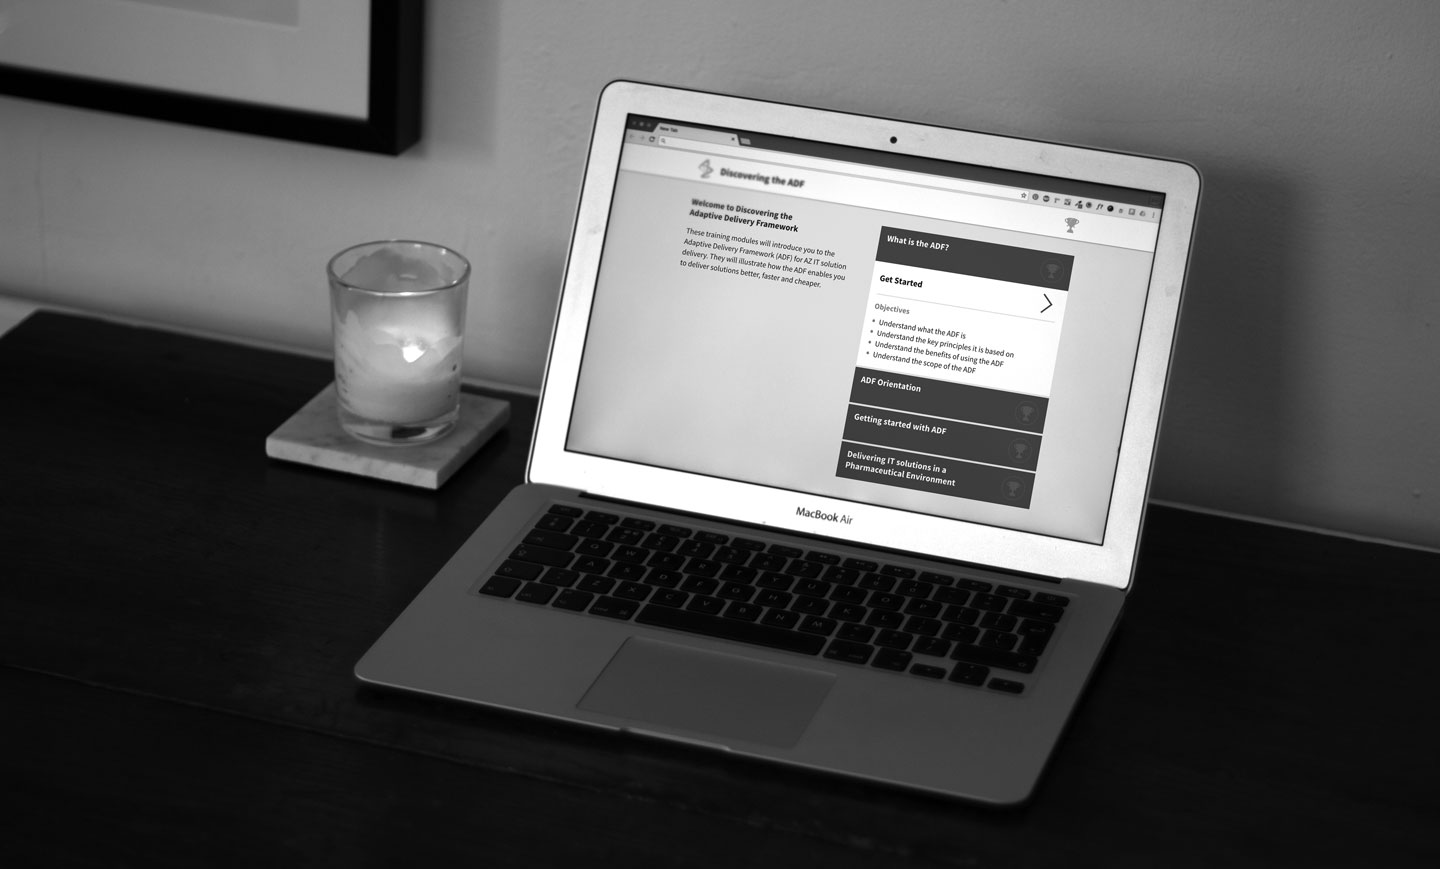 New Tab
Discovering the ADF
Welcome to Discovering the
Adaptive Delivery Framework
These training modules will introduce you to the
Adaptive Delivery Framework (ADF) for AZ IT solution
delivery. They will illustrate how the ADF enables you
to deliver solutions better, faster and cheaper.
What is the ADF?
Get Started
Objectives
• Understand what the ADF is
• Understand the key principles it is based on
• Understand the benefits of using the ADF
• Understand the scope of the ADF
ADF Orientation
Getting started with ADF
Delivering IT solutions in a
Pharmaceutical Environment
MacBook Air